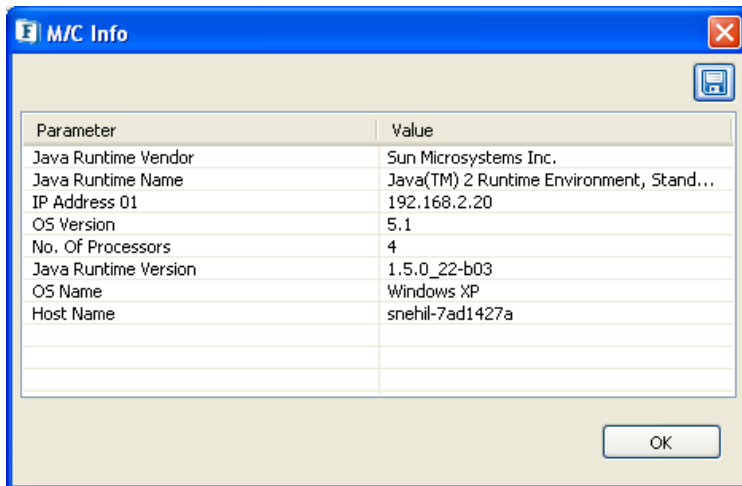 M/C Info
Parameter Value
Java Runtime Vendor Sun Microsystems Inc.
Java Runtime Name Java(TM) 2 Runtime Environment, Stand...
IP Address 01 192.168.2.20
OS Version 5.1
No. Of Processors 4
Java Runtime Version 1.5.0_22-b03
OS Name Windows XP
Host Name snehil-7ad1427a
OK